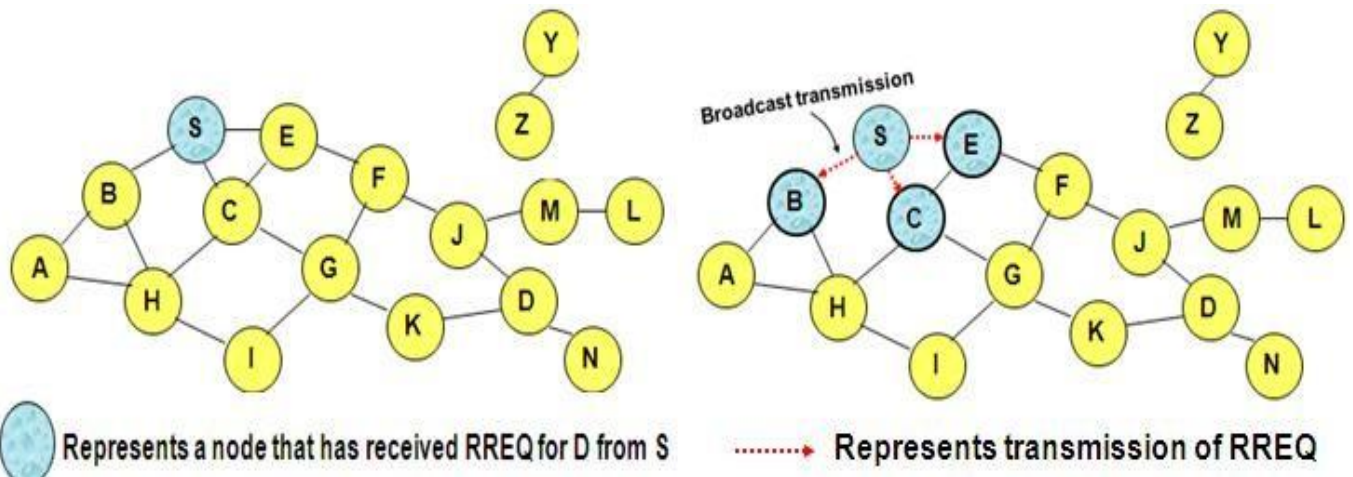 Y
Z
S
E
B
C
F
A
H
G
J
M
L
I
K
D
N
Broadcast transmission
Y
Z
S
E
B
C
F
A
H
G
J
M
L
I
K
D
N
Represents a node that has received RREQ for D from S
Represents transmission of RREQ